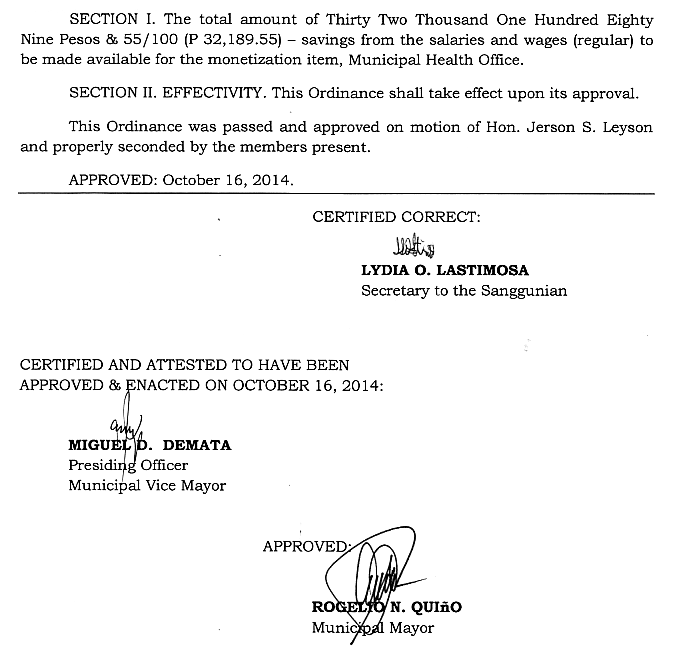 SECTION I. The total amount of Thirty Two Thousand One Hundred Eighty
Nine Pesos & 55/100 (P 32,189.55) – savings from the salaries and wages (regular) to
be made available for the monetization item, Municipal Health Office.
SECTION II. EFFECTIVITY. This Ordinance shall take effect upon its approval.
This Ordinance was passed and approved on motion of Hon. Jerson S. Leyson
and properly seconded by the members present.
APPROVED: October 16, 2014.
CERTIFIED CORRECT:
LYDIA O. LASTIMOSA
Secretary to the Sanggunian
CERTIFIED AND ATTESTED TO HAVE BEEN
APPROVED & ENACTED ON OCTOBER 16, 2014:
MIGUEL D. DEMATA
Presiding Officer
Municipal Vice Mayor
APPROVED:
ROGELIO N. QUIñO
Municipal Mayor